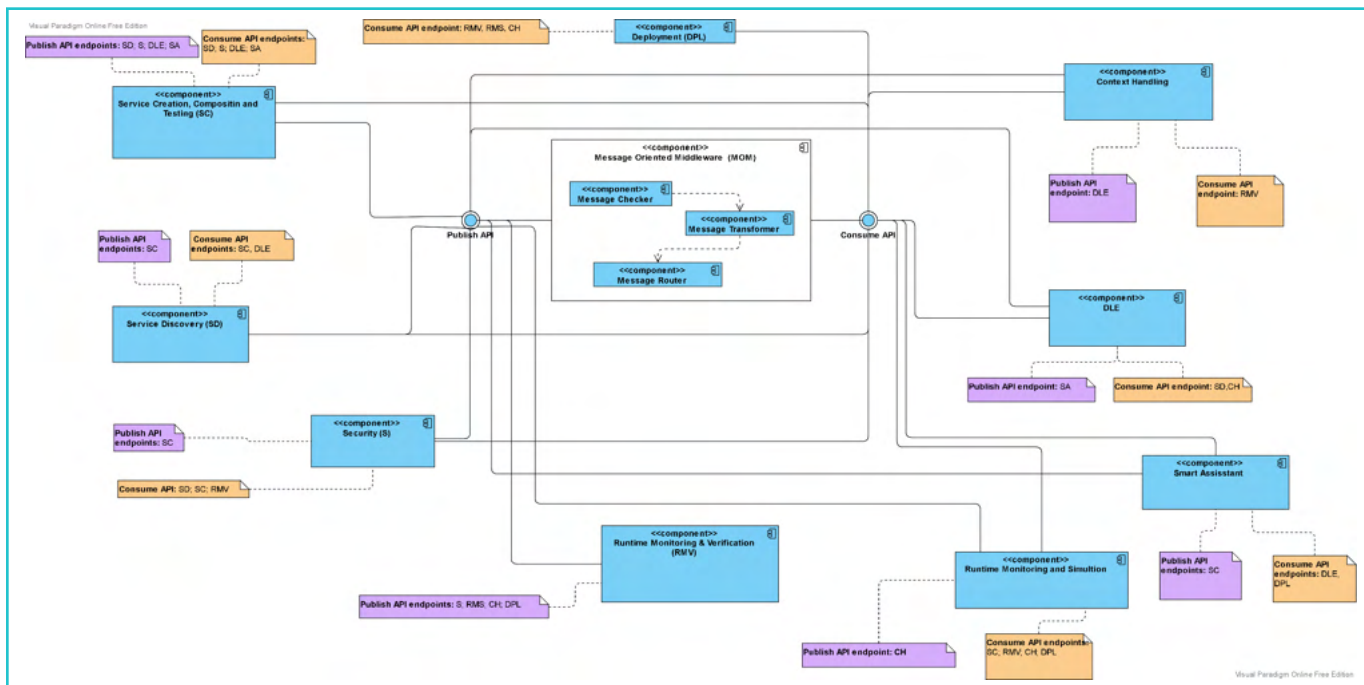 Visual Paradigm Online Free Edition
Publish API endpoints: SD; S; DLE; SA
Consume API
endpoints:
SD; S; DLE; SA
Consume API endpoint: RMV, RMS, CH
<<component>>
Deployment (DPL)
<<component>>
Service Creation, Compositin and
Testing (SC)
<<component>>
Context Handling
<<component>>
Message Oriented Middleware (MOM)
<<component>>
Message Checker
<<component>>
Message Transformer
<<component>>
Message Router
Publish API
Consume API
Publish API
endpoint: DLE
Consume API
endpoint: RMV
Publish API
endpoints: SC
Consume API
endpoints: SC, DLE
<<component>>
Service Discovery (SD)
<<component>>
DLE
Publish API endpoint: SA
Consume API endpoint: SD,CH
<<component>>
Security (S)
Publish API
endpoints: SC
Consume API: SD; SC; RMV
<<component>>
Smart Assisstant
<<component>>
Runtime Monitoring & Verification
(RMV)
<<component>>
Runtime Monitoring and Simultion
Publish API
endpoints: SC
Consume API
endpoints: DLE,
DPL
Publish API endpoints: S; RMS, CH; DPL
Publish API endpoint: CH
Consume API endpoints:
SC, RMV, CH; DPL
Visual Paradigm Online Free Edition